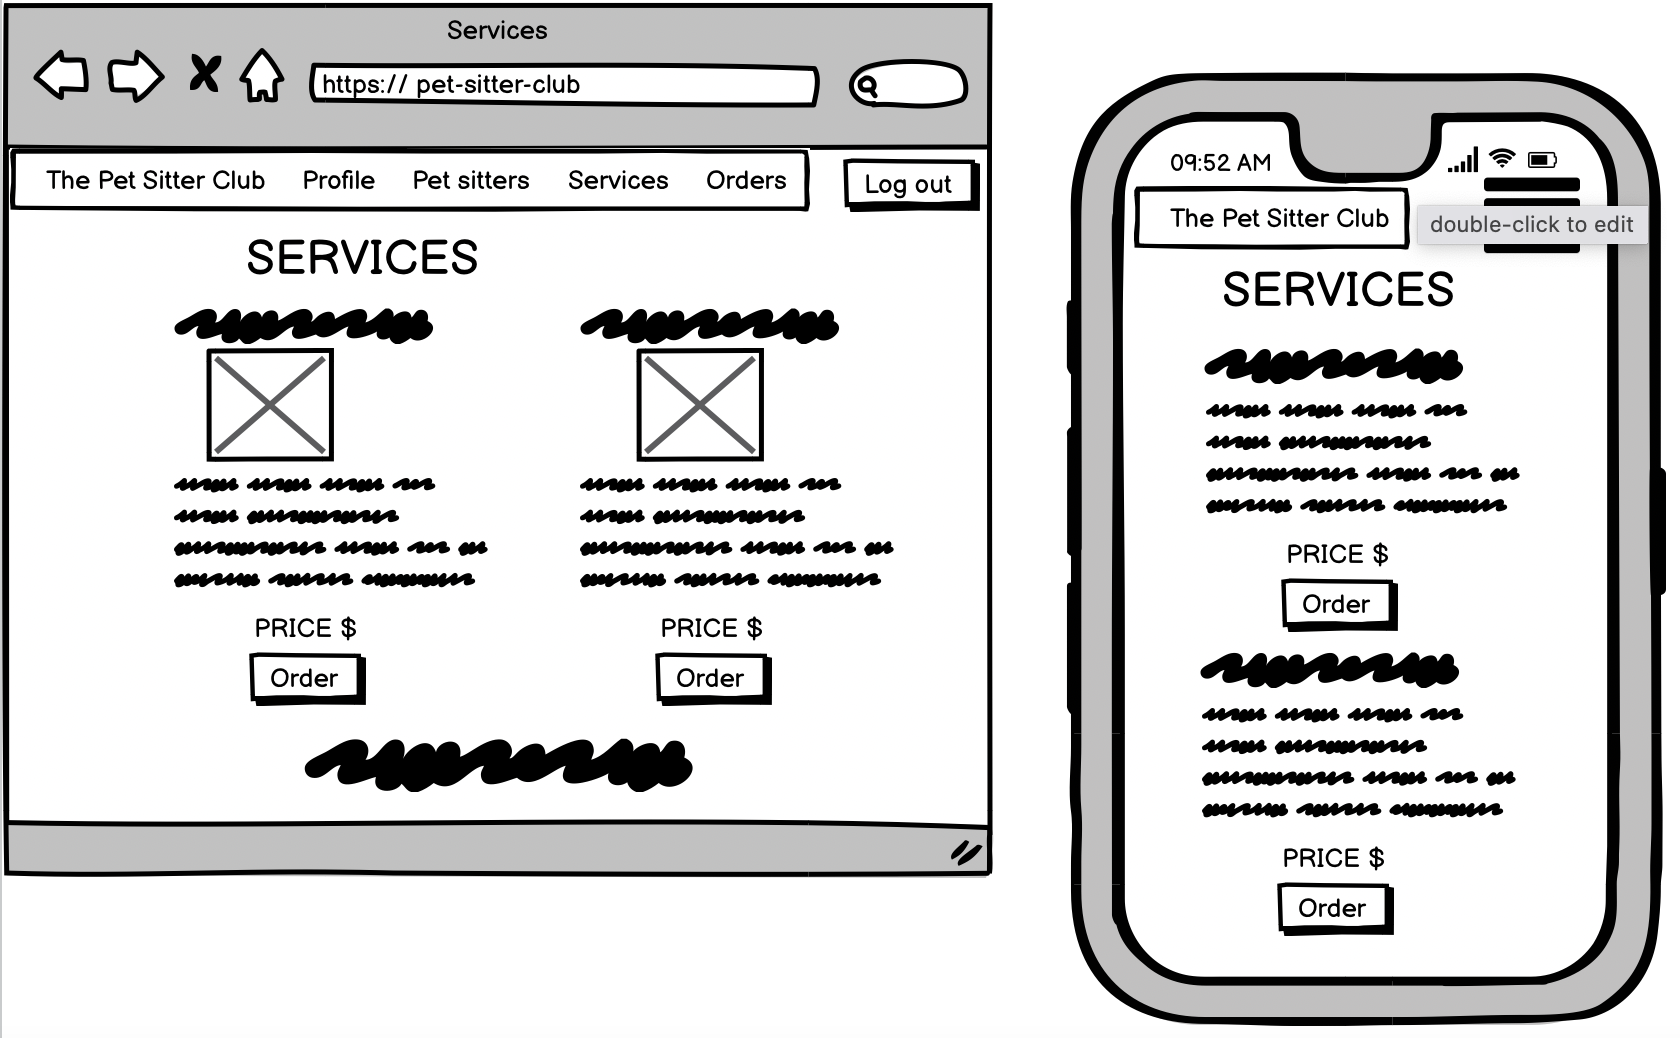 Services
https:// pet-sitter-club
The Pet Sitter Club Profile Pet sitters Services Orders Log out
SERVICES
PRICE $ PRICE $
Order Order
09:52 AM
The Pet Sitter Club
double-click to edit
SERVICES
PRICE $
Order
PRICE $
Order